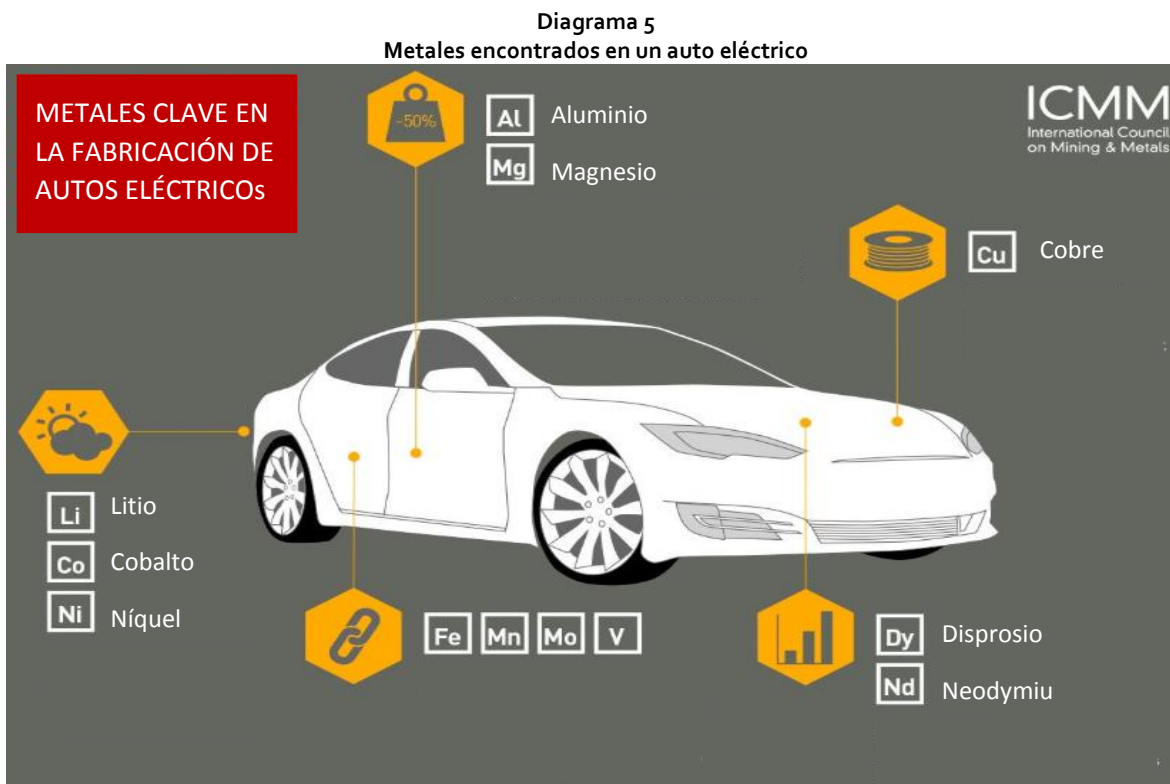 Diagrama 5
Metales encontrados en un auto eléctrico
METALES CLAVE EN
LA FABRICACIÓN DE
AUTOS ELÉCTRICOs
-50%
Al Aluminio
Mg Magnesio
ICMM
International Council
on Mining & Metals
Cu Cobre
Li Litio
Co Cobalto
Ni Níquel
Fe Mn Mo V
Dy Disprosio
Nd Neodymiu